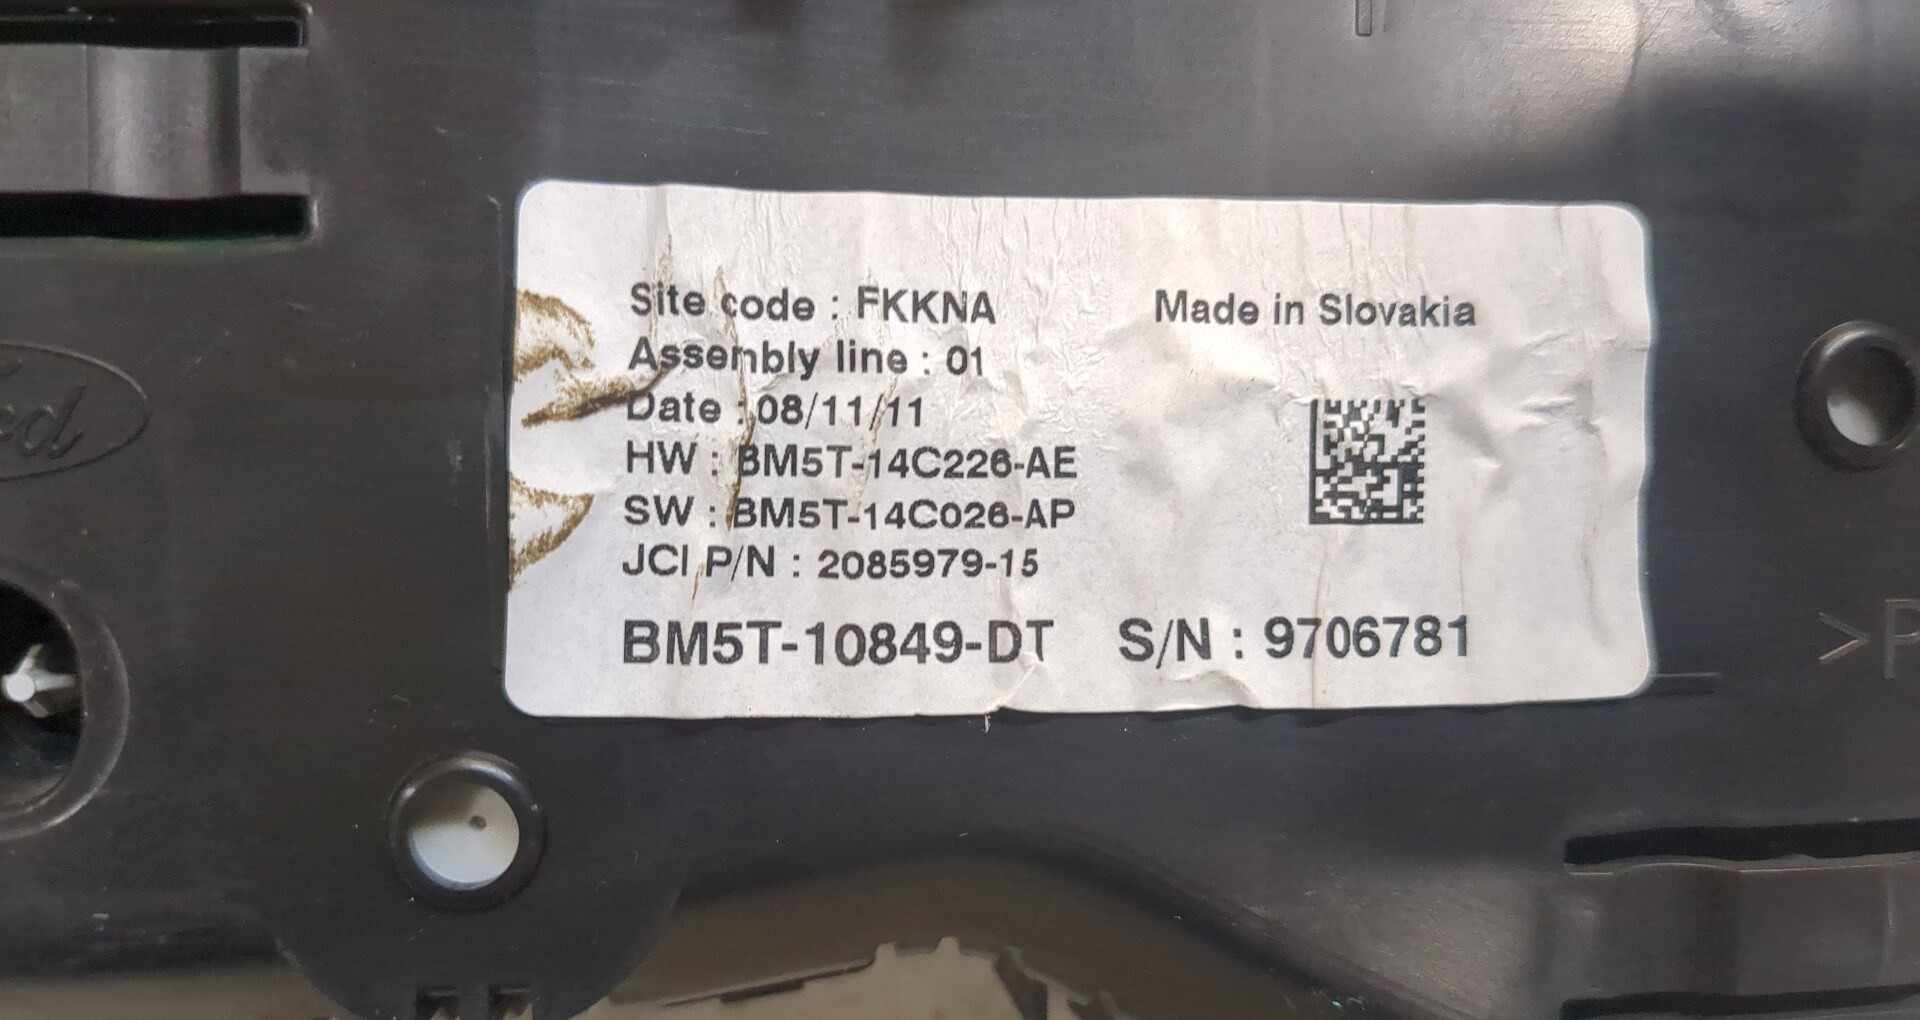 Site code : FKKNA
Made in Slovakia
Assembly line : 01
Date : 08/11/11
HW : BM5T-14C226-AE
SW : BM5T-14C026-AP
JCI P/N : 2085979-15
BM5T-10849-DT S/N : 9706781
>P